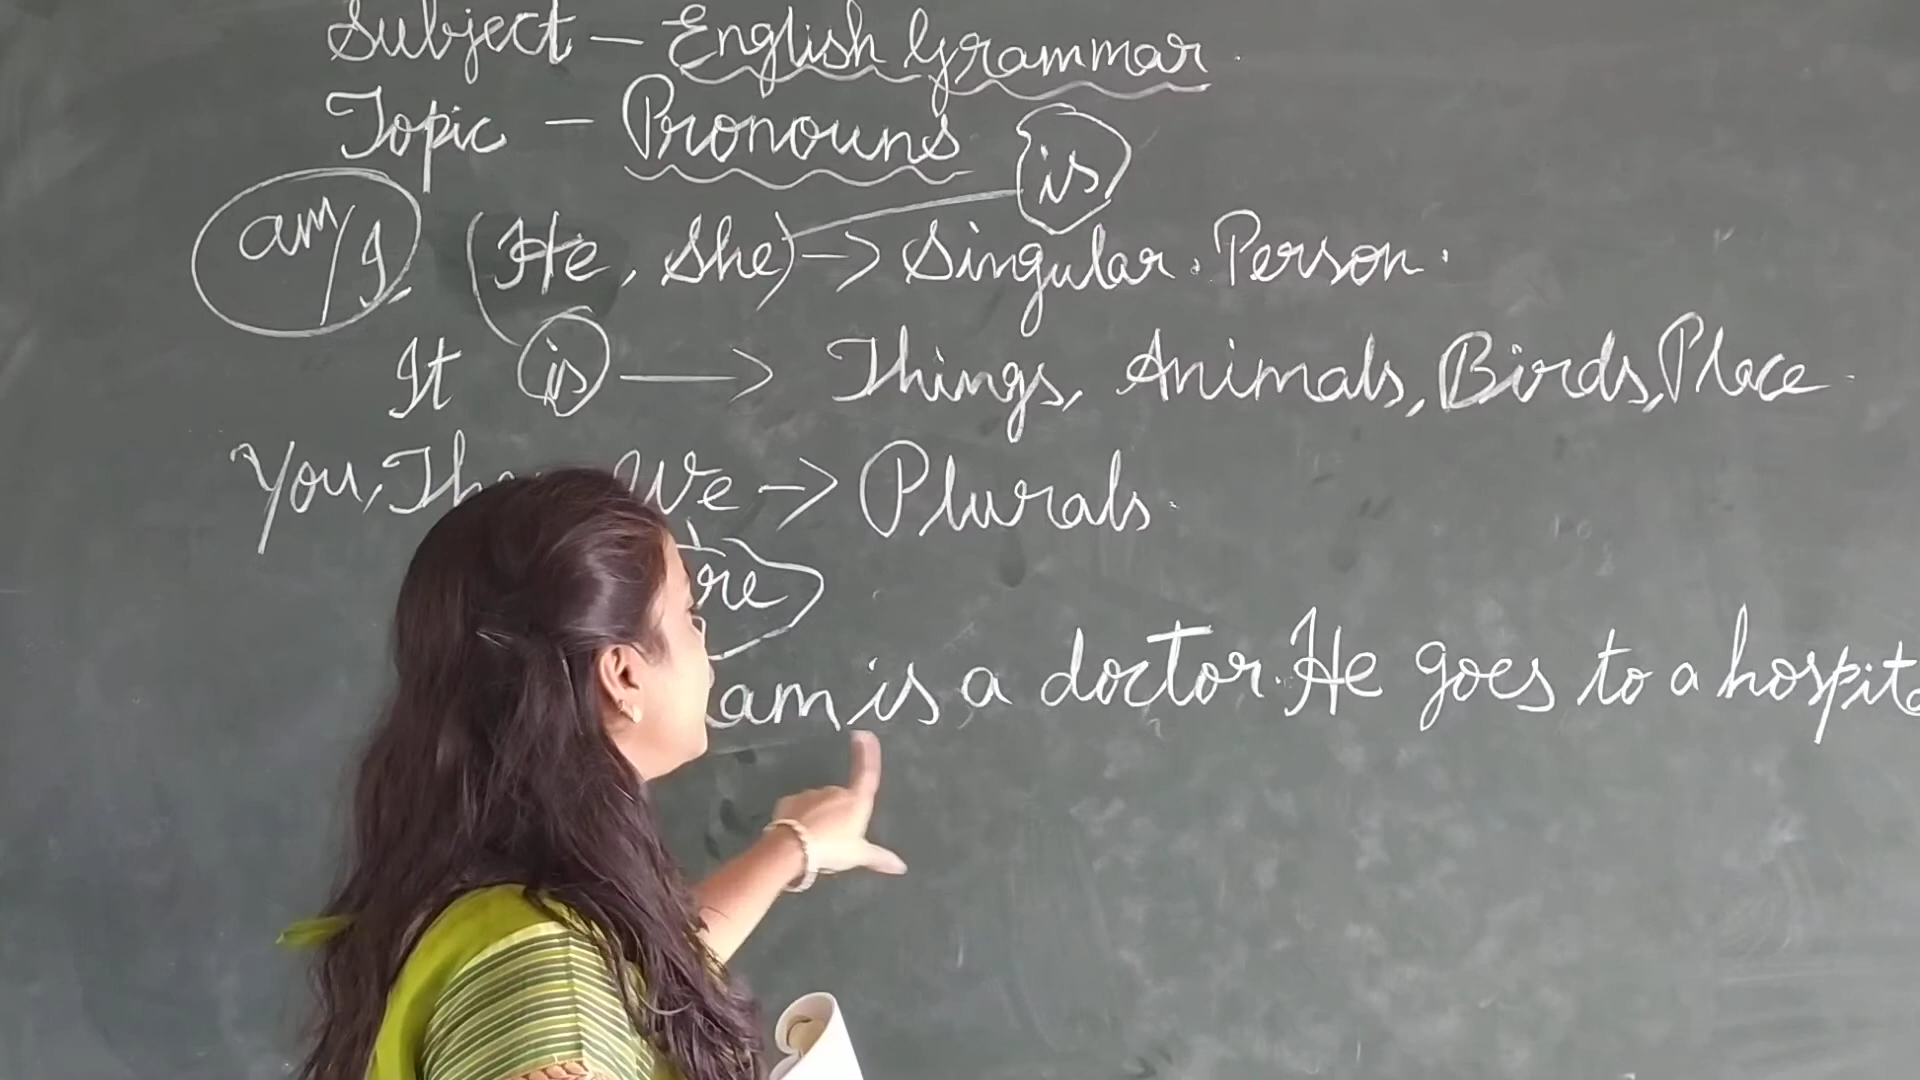 Subject - English Grammar.
Topic - Pronouns
is
am/I (He, She) -> Singular. Person.
It is -> Things, Animals, Birds, Place
You, We -> Plurals.
is a doctor. He goes to a